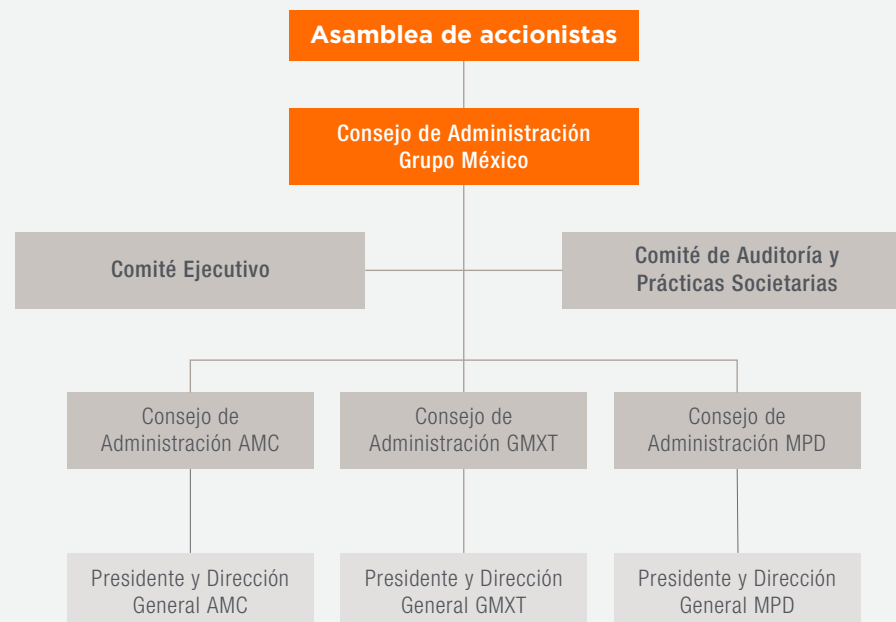 Asamblea de accionistas
Consejo de Administración
Grupo México
Comité Ejecutivo
Comité de Auditoría y
Prácticas Societarias
Consejo de
Administración AMC
Consejo de
Administración GMXT
Consejo de
Administración MPD
Presidente y Dirección
General AMC
Presidente y Dirección
General GMXT
Presidente y Dirección
General MPD